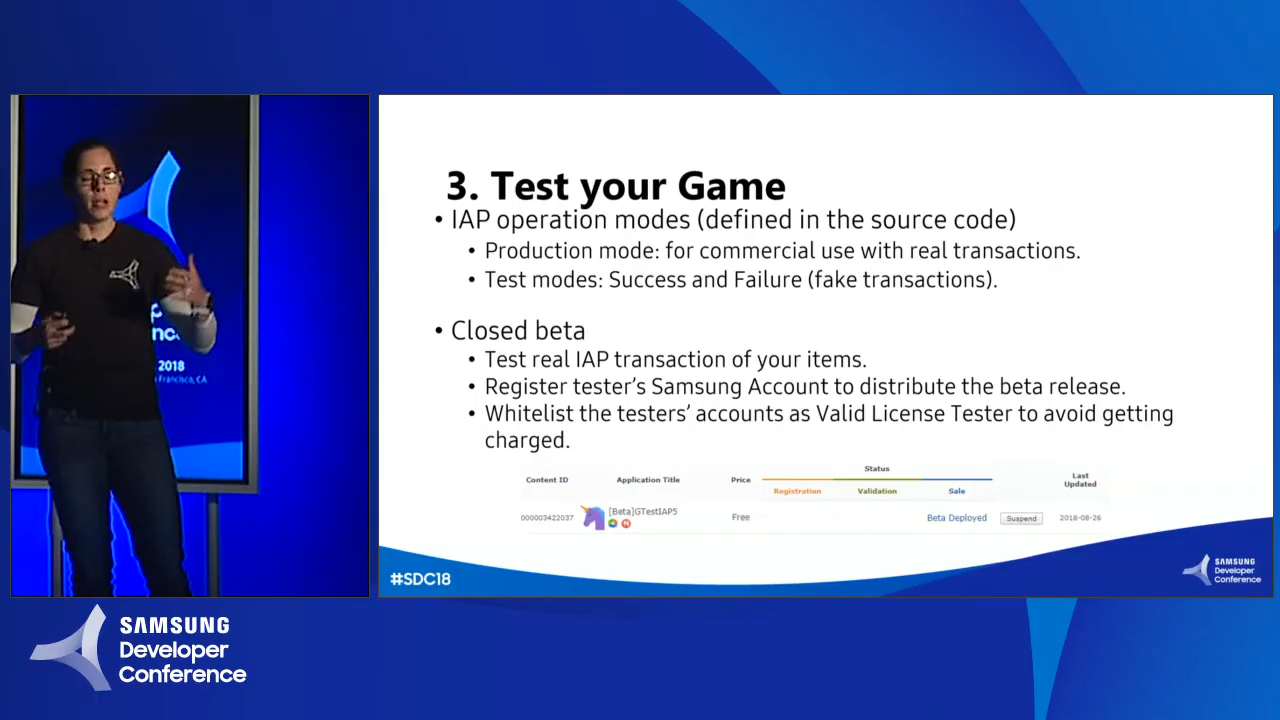 3. Test your Game
• IAP operation modes (defined in the source code)
• Production mode: for commercial use with real transactions.
• Test modes: Success and Failure (fake transactions).
• Closed beta
• Test real IAP transaction of your items.
• Register tester’s Samsung Account to distribute the beta release.
• Whitelist the testers’ accounts as Valid License Tester to avoid getting
charged.
Content ID Application Title Price Status Last Updated
Registration Validation Sale
000003422037 [Beta]GTestIAP5 Free Beta Deployed Suspend 2018-08-26
#SDC18
SAMSUNG
Developer
Conference
2018
Francisco, CA
SAMSUNG
Developer
Conference